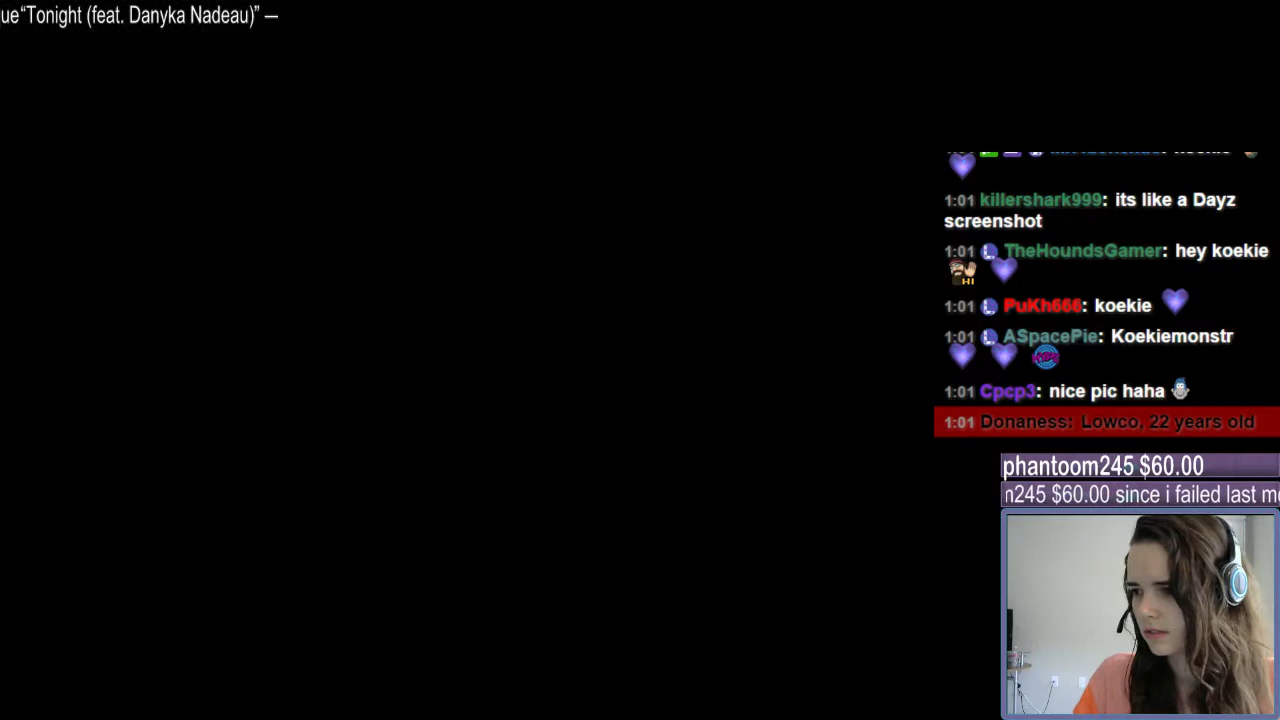 ue“Tonight (feat. Danyka Nadeau)” —
1:01 killershark999: its like a Dayz
screenshot
1:01 TheHoundsGamer: hey koekie
HI
1:01 PuKh666: koekie
1:01 ASpacePie: Koekiemonstr
1:01 Cpcp3: nice pic haha
1:01 Donaness: Lowco, 22 years old
phantoom245 $60.00
n245 $60.00 since i failed last m